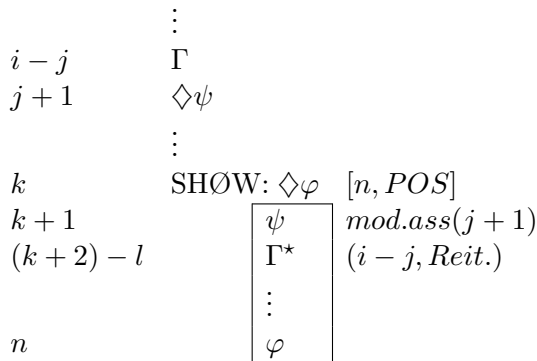 ⋮
i − j Γ
j + 1 ◇ψ
⋮
k SHØW: ◇φ [n, POS]
k + 1 ψ mod.ass(j + 1)
(k + 2) − l Γ⋆ (i − j, Reit.)
⋮
n φ